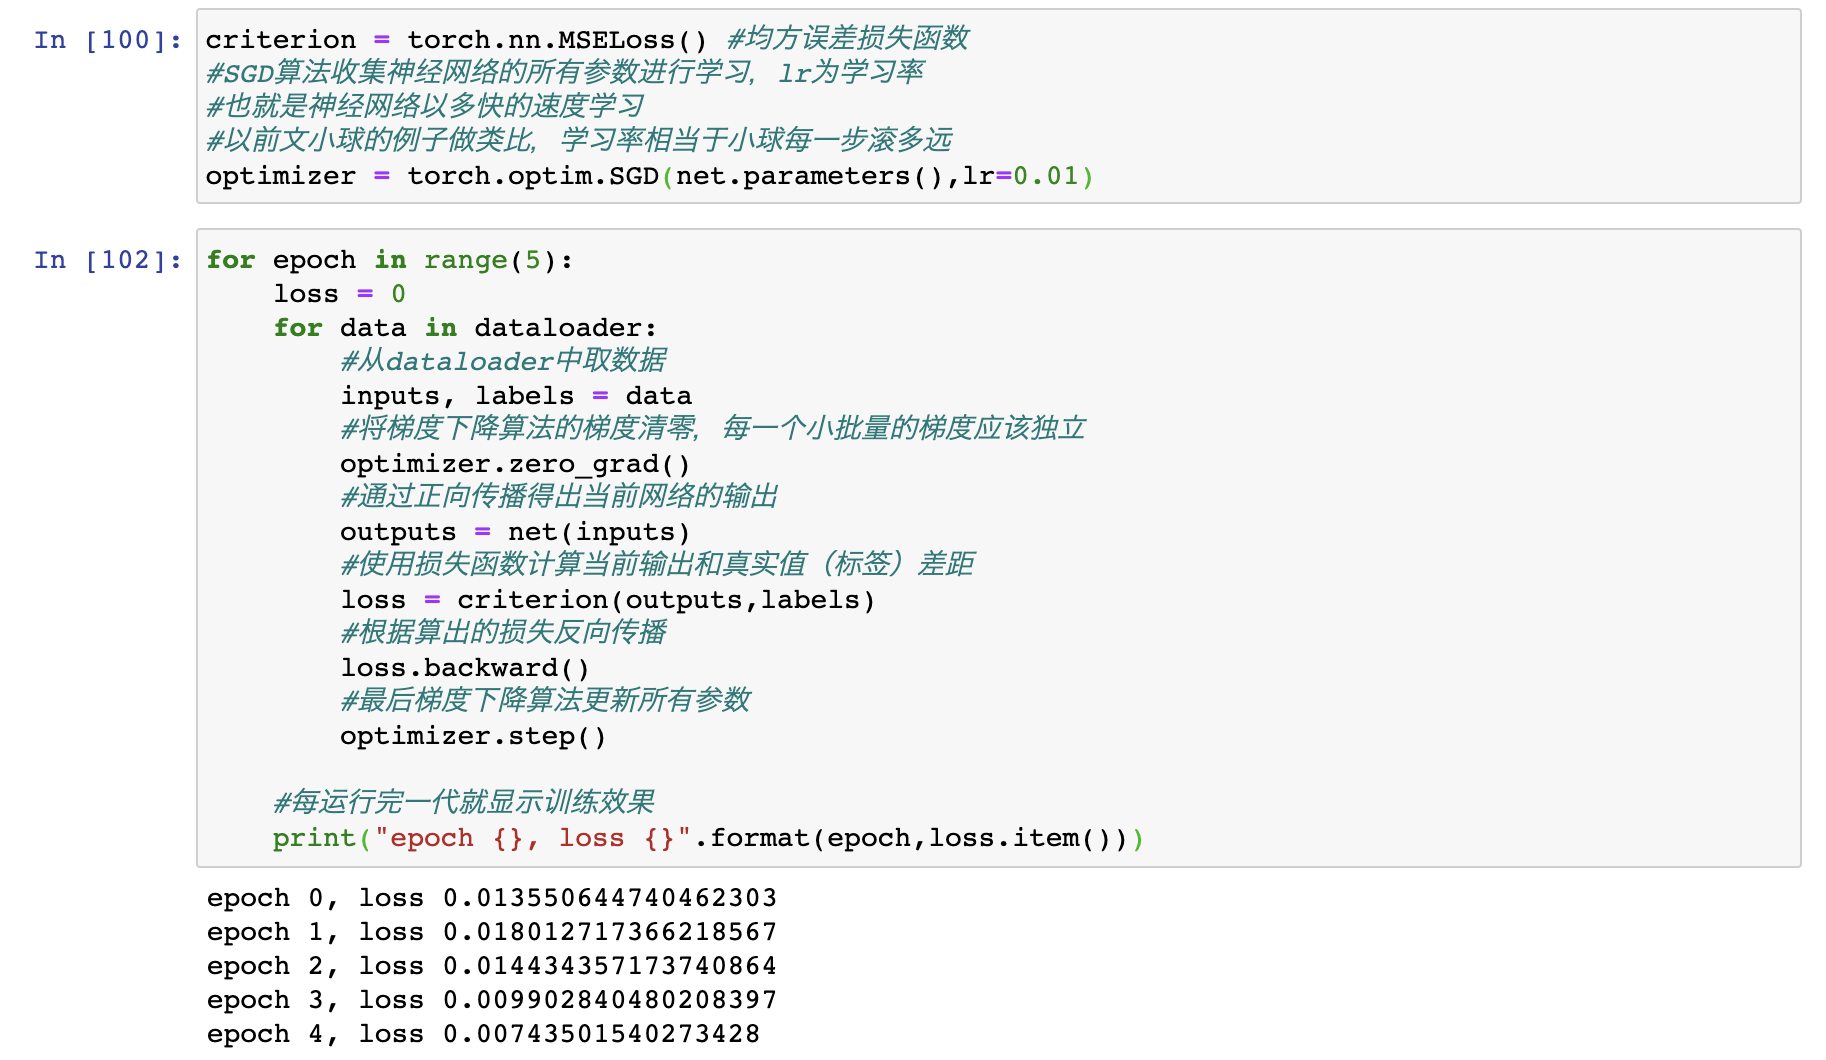 In [100]: criterion = torch.nn.MSELoss() #均方误差损失函数
#SGD算法收集神经网络的所有参数进行学习，lr为学习率
#也就是神经网络以多快的速度学习
#以前文小球的例子做类比，学习率相当于小球每一步滚多远
optimizer = torch.optim.SGD(net.parameters(),lr=0.01)
In [102]: for epoch in range(5):
    loss = 0
    for data in dataloader:
        #从dataloader中取数据
        inputs, labels = data
        #将梯度下降算法的梯度清零，每一个小批量的梯度应该独立
        optimizer.zero_grad()
        #通过正向传播得出当前网络的输出
        outputs = net(inputs)
        #使用损失函数计算当前输出和真实值（标签）差距
        loss = criterion(outputs,labels)
        #根据算出的损失反向传播
        loss.backward()
        #最后梯度下降算法更新所有参数
        optimizer.step()
    #每运行完一代就显示训练效果
    print("epoch {}, loss {}".format(epoch,loss.item()))
epoch 0, loss 0.013550644740462303
epoch 1, loss 0.018012717366218567
epoch 2, loss 0.014434357173740864
epoch 3, loss 0.009902840480208397
epoch 4, loss 0.00743501540273428